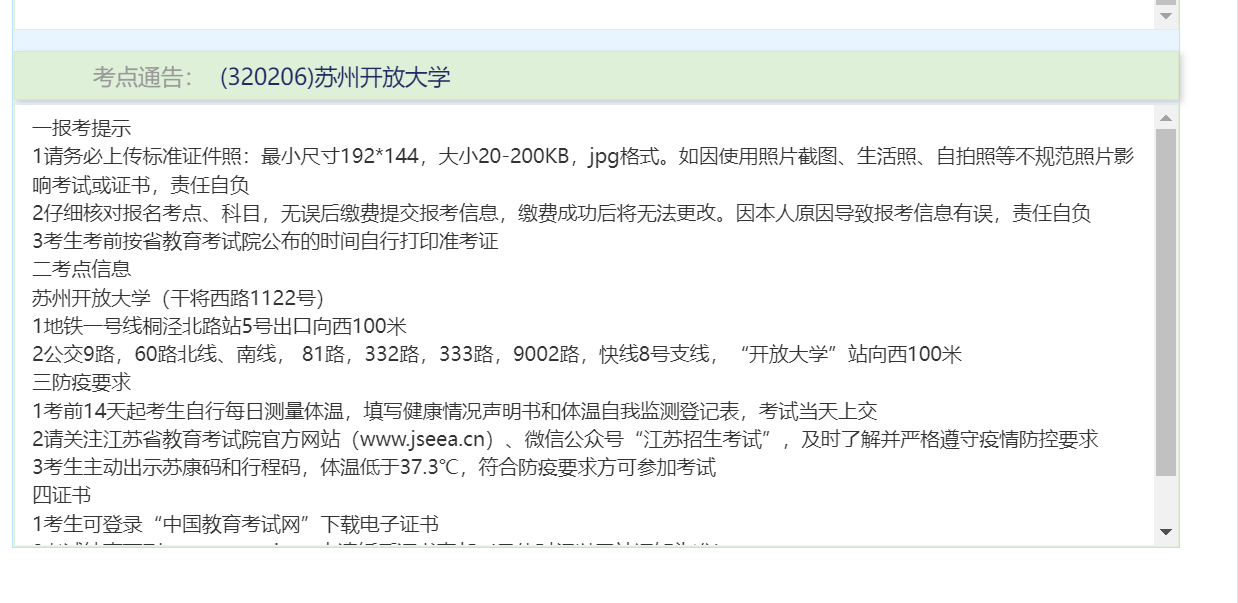 考点通告： (320206)苏州开放大学
一报考提示
1请务必上传标准证件照：最小尺寸192*144，大小20-200KB，jpg格式。如因使用照片截图、生活照、自拍照等不规范照片影
响考试或证书，责任自负
2仔细核对报名考点、科目，无误后缴费提交报考信息，缴费成功后将无法更改。因本人原因导致报考信息有误，责任自负
3考生考前按省教育考试院公布的时间自行打印准考证
二考点信息
苏州开放大学（干将西路1122号）
1地铁一号线桐泾北路站5号出口向西100米
2公交9路，60路北线、南线， 81路，332路，333路，9002路，快线8号支线， “开放大学”站向西100米
三防疫要求
1考前14天起考生自行每日测量体温，填写健康情况声明书和体温自我监测登记表，考试当天上交
2请关注江苏省教育考试院官方网站（www.jseea.cn）、微信公众号“江苏招生考试”，及时了解并严格遵守疫情防控要求
3考生主动出示苏康码和行程码，体温低于37.3℃，符合防疫要求方可参加考试
四证书
1考生可登录“中国教育考试网”下载电子证书